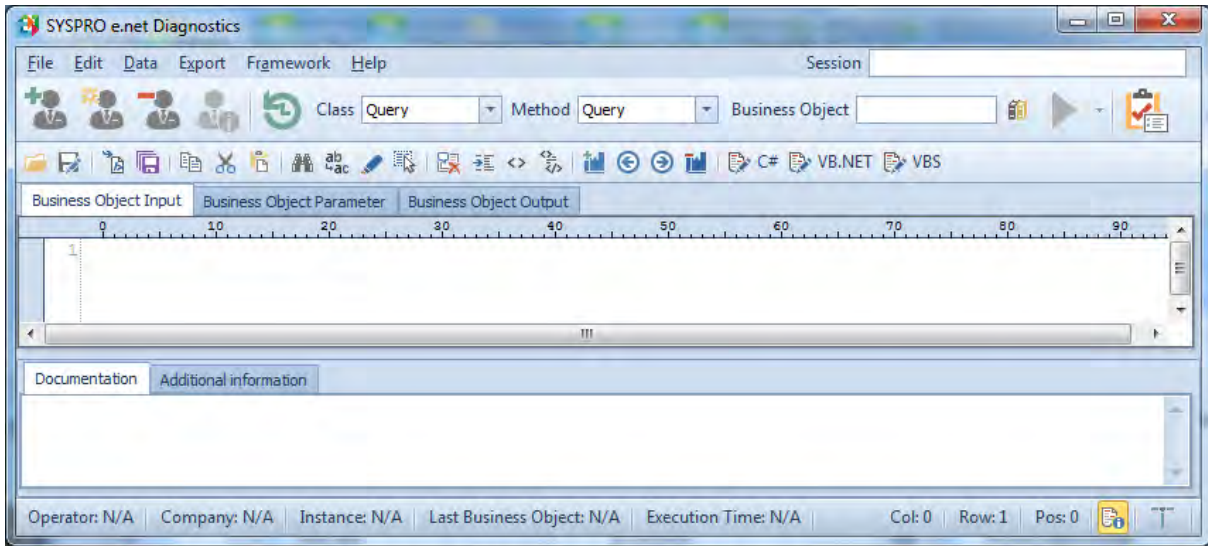 SYSPRO e.net Diagnostics
File Edit Data Export Framework Help Session
Class Query Method Query Business Object
ab ac C# VB.NET VBS
Business Object Input Business Object Parameter Business Object Output
0 10 20 30 40 50 60 70 80 90
1
Documentation Additional information
Operator: N/A Company: N/A Instance: N/A Last Business Object: N/A Execution Time: N/A Col: 0 Row: 1 Pos: 0